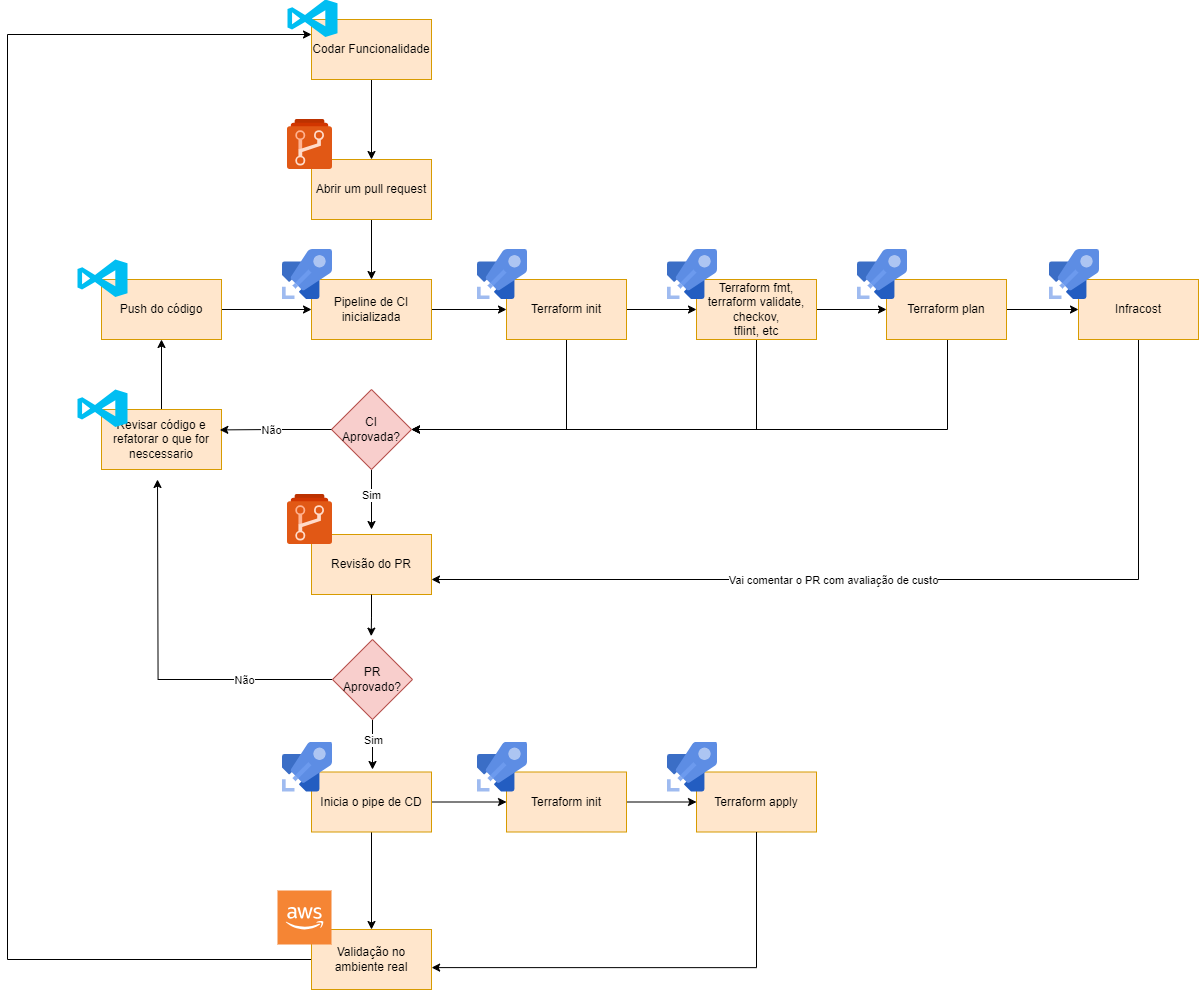 Codar Funcionalidade
Abrir um pull request
Push do código
Pipeline de CI
inicializada
Terraform init
Terraform fmt,
terraform validate,
checkov,
tflint, etc
Terraform plan
Infracost
Revisar código e
refatorar o que for
nescessario
Não
CI
Aprovada?
Sim
Revisão do PR
Vai comentar o PR com avaliação de custo
PR
Aprovado?
Não
Sim
Inicia o pipe de CD
Terraform init
Terraform apply
aws
Validação no
ambiente real